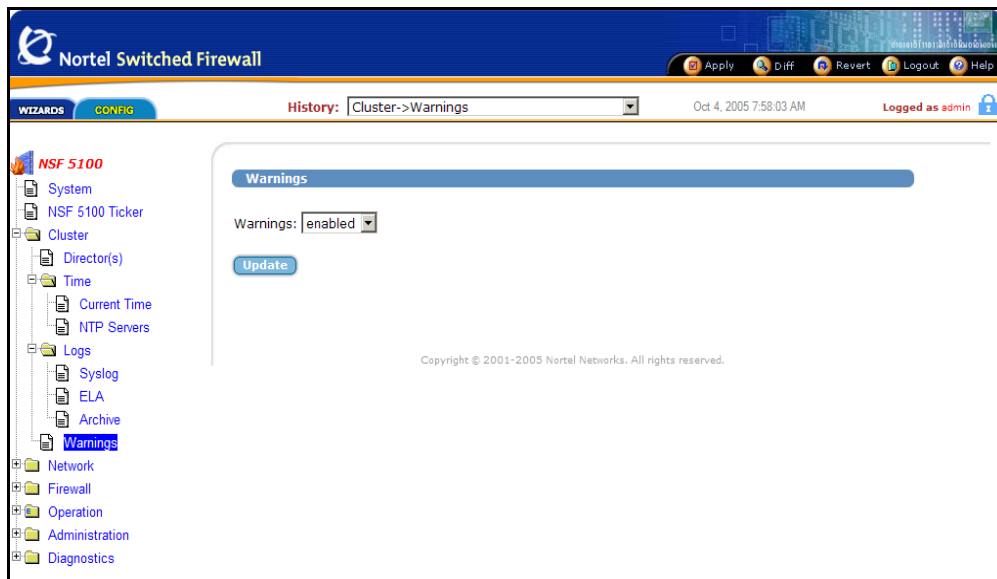 Nortel Switched Firewall
Apply Diff Revert Logout Help
WIZARDS CONFIG
History: Cluster->Warnings
Oct 4, 2005 7:58:03 AM
Logged as admin
NSF 5100
System
NSF 5100 Ticker
Cluster
Director(s)
Time
Current Time
NTP Servers
Logs
Syslog
ELA
Archive
Warnings
Network
Firewall
Operation
Administration
Diagnostics
Warnings
Warnings: enabled
Update
Copyright © 2001-2005 Nortel Networks. All rights reserved.